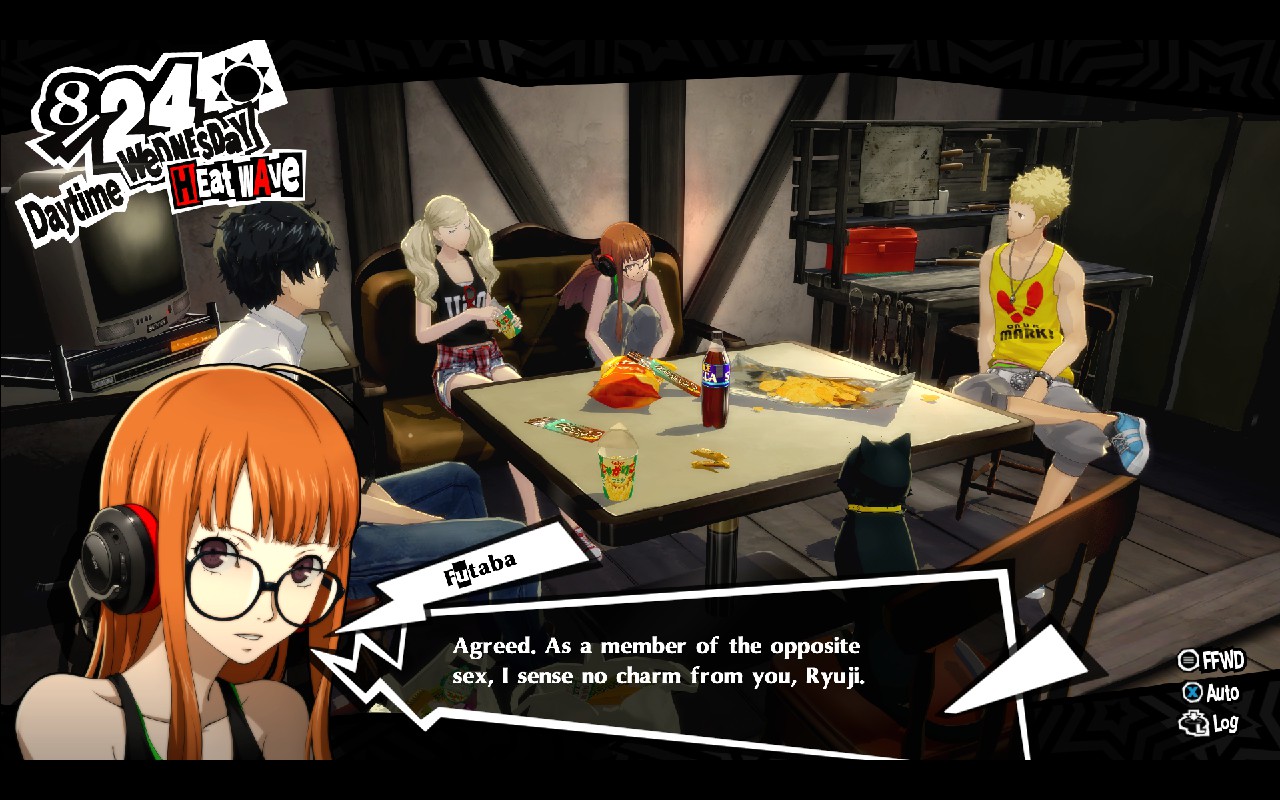 8/24
WEDNESDAY
Daytime
HEAT WAVE
MARK!
Futaba
Agreed. As a member of the opposite
sex, I sense no charm from you, Ryuji.
FFWD
Auto
Log